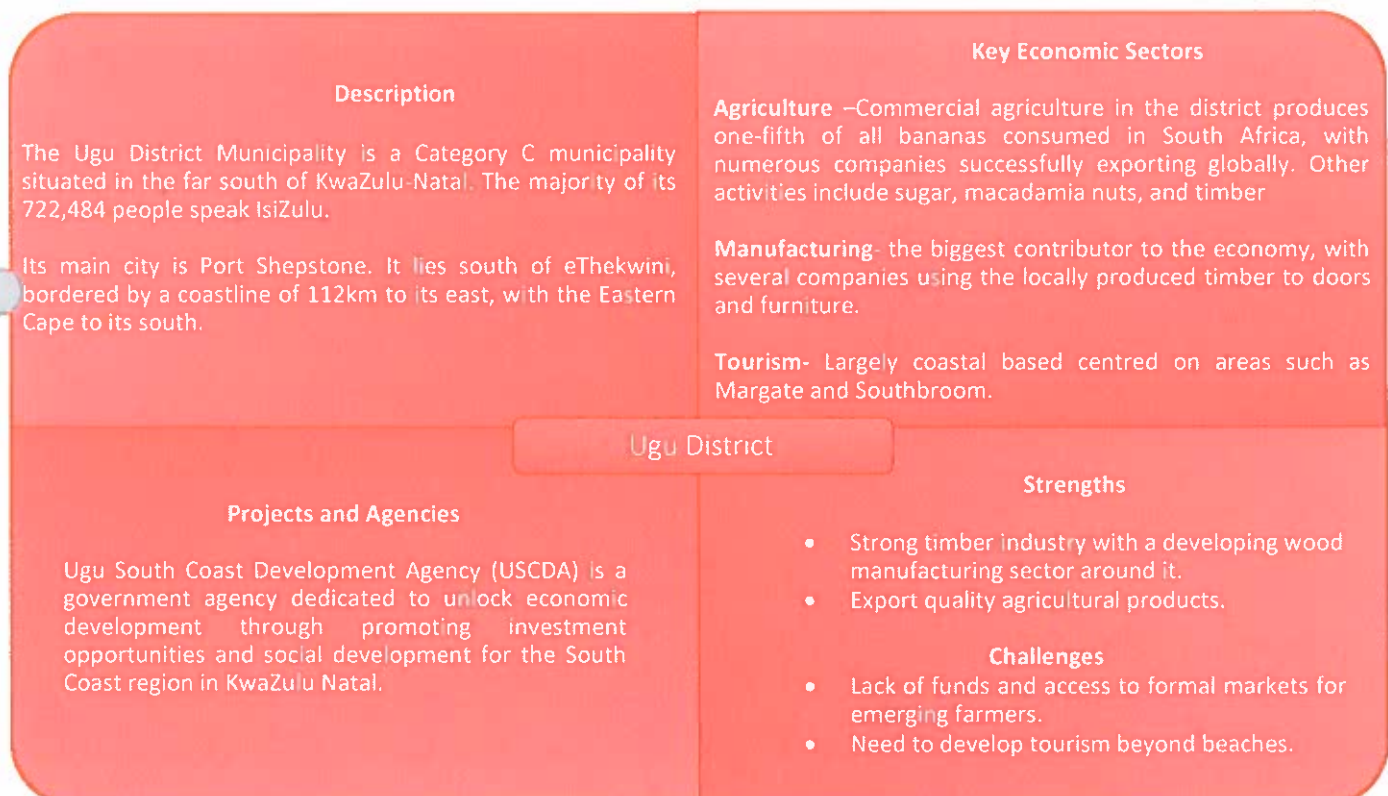 Description
The Ugu District Municipality is a Category C municipality
situated in the far south of KwaZulu-Natal. The majority of its
722,484 people speak IsiZulu.
Its main city is Port Shepstone. It lies south of eThekwini,
bordered by a coastline of 112km to its east, with the Eastern
Cape to its south.
Key Economic Sectors
Agriculture –Commercial agriculture in the district produces
one-fifth of all bananas consumed in South Africa, with
numerous companies successfully exporting globally. Other
activities include sugar, macadamia nuts, and timber
Manufacturing- the biggest contributor to the economy, with
several companies using the locally produced timber to doors
and furniture.
Tourism- Largely coastal based centred on areas such as
Margate and Southbroom.
Ugu District
Projects and Agencies
Ugu South Coast Development Agency (USCDA) is a
government agency dedicated to unlock economic
development through promoting investment
opportunities and social development for the South
Coast region in KwaZulu Natal.
Strengths
• Strong timber industry with a developing wood
manufacturing sector around it.
• Export quality agricultural products.
Challenges
• Lack of funds and access to formal markets for
emerging farmers.
• Need to develop tourism beyond beaches.